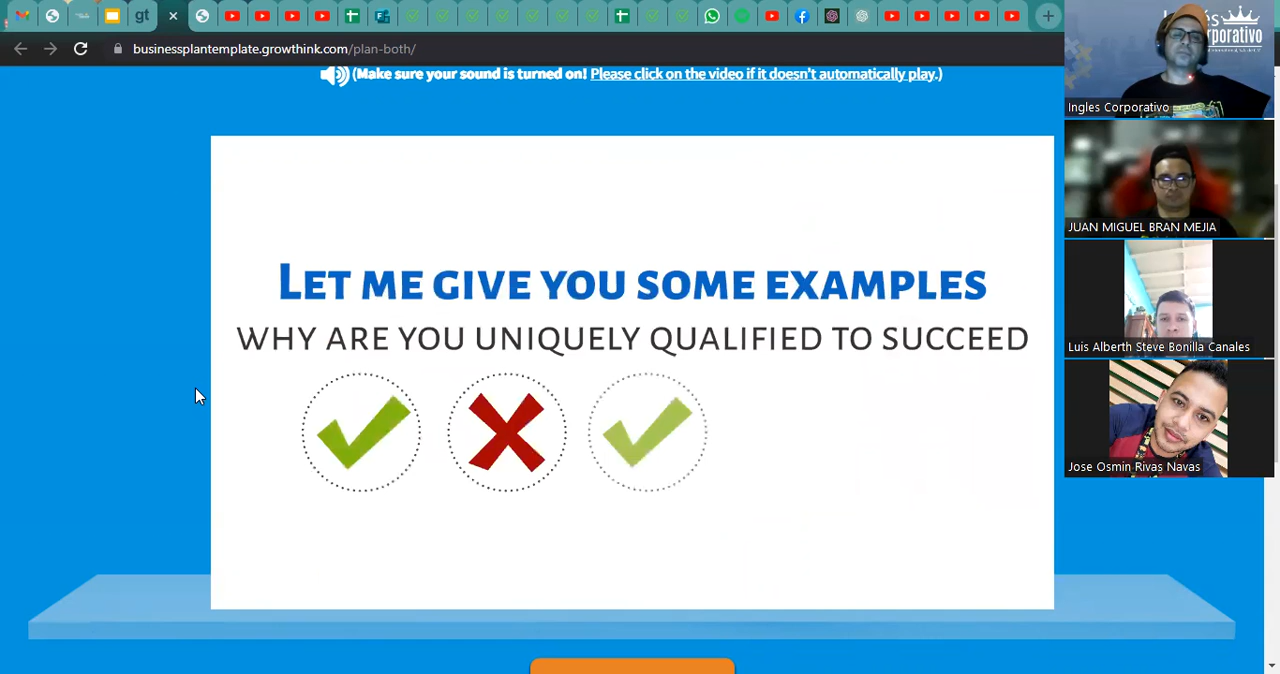 gt
businessplantemplate.growthink.com/plan-both/
(Make sure your sound is turned on! Please click on the video if it doesn't automatically play.)
LET ME GIVE YOU SOME EXAMPLES
WHY ARE YOU UNIQUELY QUALIFIED TO SUCCEED
Ingles Corporativo
JUAN MIGUEL BRAN MEJIA
Luis Alberth Steve Bonilla Canales
Jose Osmin Rivas Navas